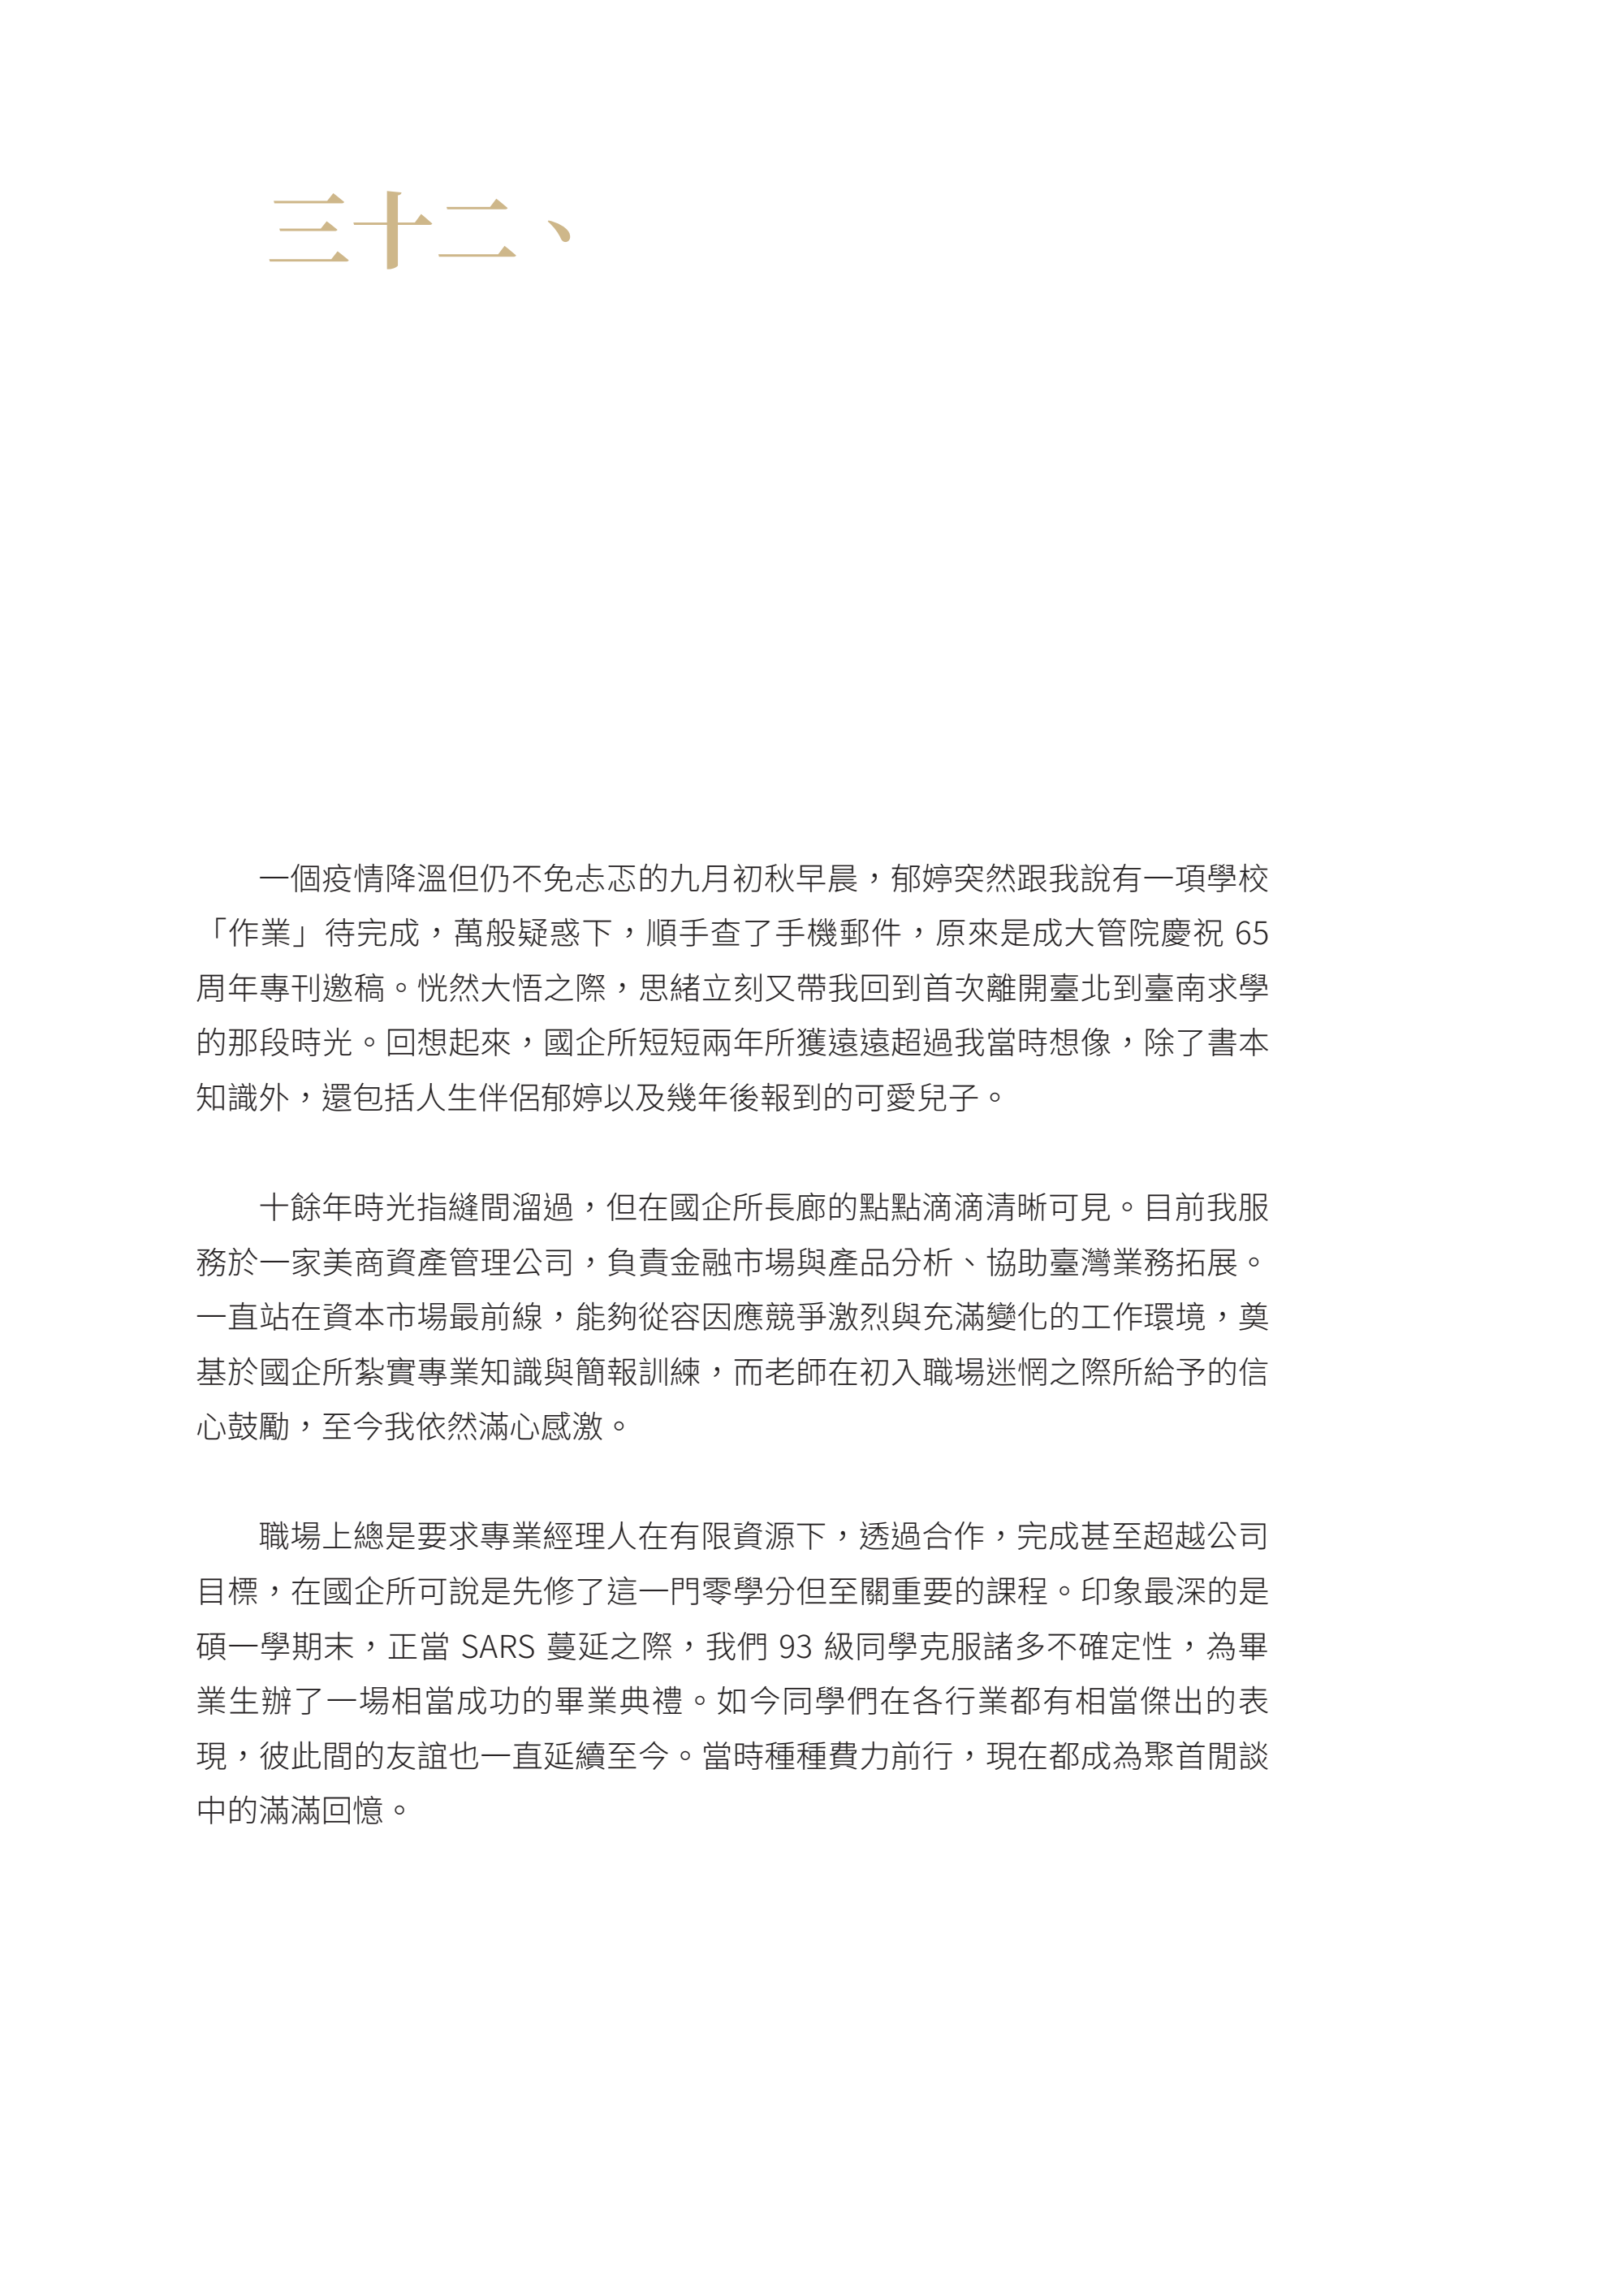 三十二、
一個疫情降溫但仍不免忐忑的九月初秋早晨，郁婷突然跟我說有一項學校
「作業」待完成，萬般疑惑下，順手查了手機郵件，原來是成大管院慶祝 65
周年專刊邀稿。恍然大悟之際，思緒立刻又帶我回到首次離開臺北到臺南求學
的那段時光。回想起來，國企所短短兩年所獲遠遠超過我當時想像，除了書本
知識外，還包括人生伴侶郁婷以及幾年後報到的可愛兒子。
十餘年時光指縫間溜過，但在國企所長廊的點點滴滴清晰可見。目前我服
務於一家美商資產管理公司，負責金融市場與產品分析、協助臺灣業務拓展。
一直站在資本市場最前線，能夠從容因應競爭激烈與充滿變化的工作環境，奠
基於國企所紮實專業知識與簡報訓練，而老師在初入職場迷惘之際所給予的信
心鼓勵，至今我依然滿心感激。
職場上總是要求專業經理人在有限資源下，透過合作，完成甚至超越公司
目標，在國企所可說是先修了這一門零學分但至關重要的課程。印象最深的是
碩一學期末，正當 SARS 蔓延之際，我們 93 級同學克服諸多不確定性，為畢
業生辦了一場相當成功的畢業典禮。如今同學們在各行業都有相當傑出的表
現，彼此間的友誼也一直延續至今。當時種種費力前行，現在都成為聚首閒談
中的滿滿回憶。